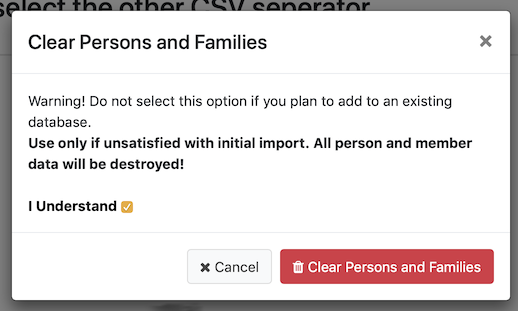 select the other CSV seperator
Clear Persons and Families
Warning! Do not select this option if you plan to add to an existing
database.
Use only if unsatisfied with initial import. All person and member
data will be destroyed!
I Understand
Cancel
Clear Persons and Families